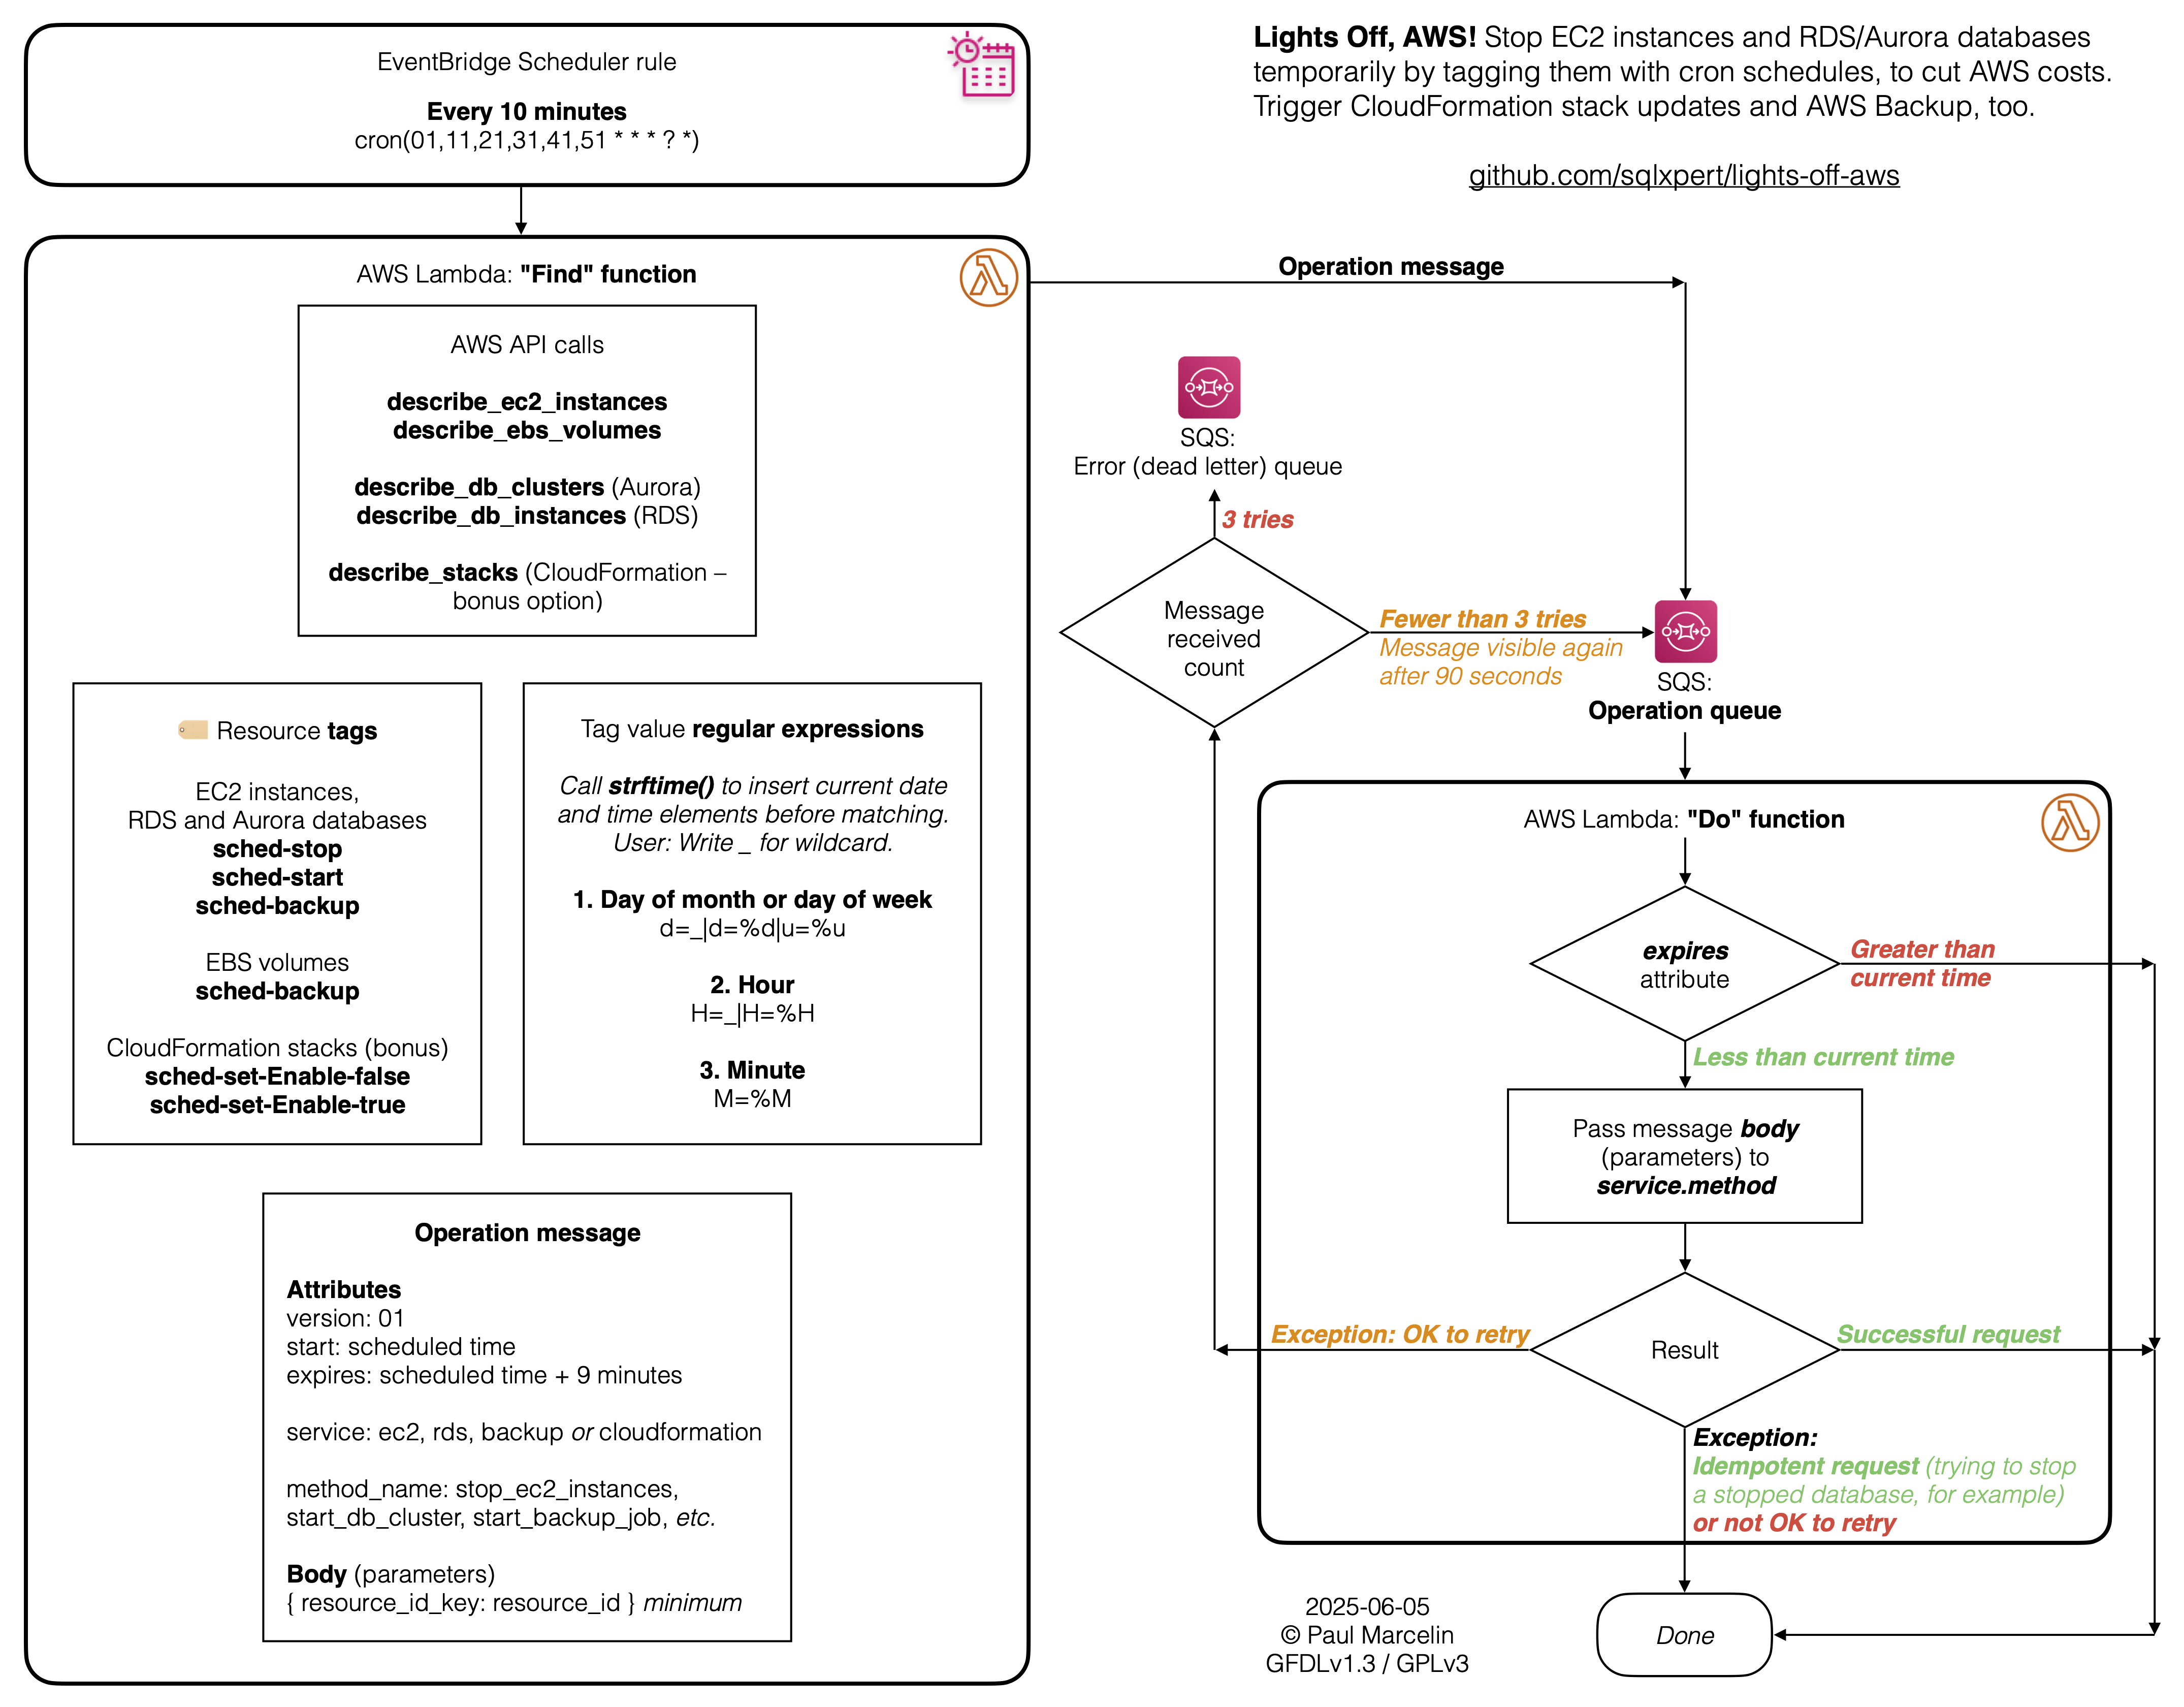 EventBridge Scheduler rule
Every 10 minutes
cron(01,11,21,31,41,51 * * * ? *)
Lights Off, AWS! Stop EC2 instances and RDS/Aurora databases
temporarily by tagging them with cron schedules, to cut AWS costs.
Trigger CloudFormation stack updates and AWS Backup, too.
github.com/sqlxpert/lights-off-aws
AWS Lambda: "Find" function
AWS API calls
describe_ec2_instances
describe_ebs_volumes
describe_db_clusters (Aurora)
describe_db_instances (RDS)
describe_stacks (CloudFormation –
bonus option)
Resource tags
EC2 instances,
RDS and Aurora databases
sched-stop
sched-start
sched-backup
EBS volumes
sched-backup
CloudFormation stacks (bonus)
sched-set-Enable-false
sched-set-Enable-true
Tag value regular expressions
Call strftime() to insert current date
and time elements before matching.
User: Write _ for wildcard.
1. Day of month or day of week
d=_|d=%d|u=%u
2. Hour
H=_|H=%H
3. Minute
M=%M
Operation message
Attributes
version: 01
start: scheduled time
expires: scheduled time + 9 minutes
service: ec2, rds, backup or cloudformation
method_name: stop_ec2_instances,
start_db_cluster, start_backup_job, etc.
Body (parameters)
{ resource_id_key: resource_id } minimum
Operation message
SQS:
Error (dead letter) queue
3 tries
Message
received
count
Fewer than 3 tries
Message visible again
after 90 seconds
SQS:
Operation queue
AWS Lambda: "Do" function
expires
attribute
Greater than
current time
Less than current time
Pass message body
(parameters) to
service.method
Exception: OK to retry
Result
Successful request
Exception:
Idempotent request (trying to stop
a stopped database, for example)
or not OK to retry
Done
2025-06-05
© Paul Marcelin
GFDLv1.3 / GPLv3